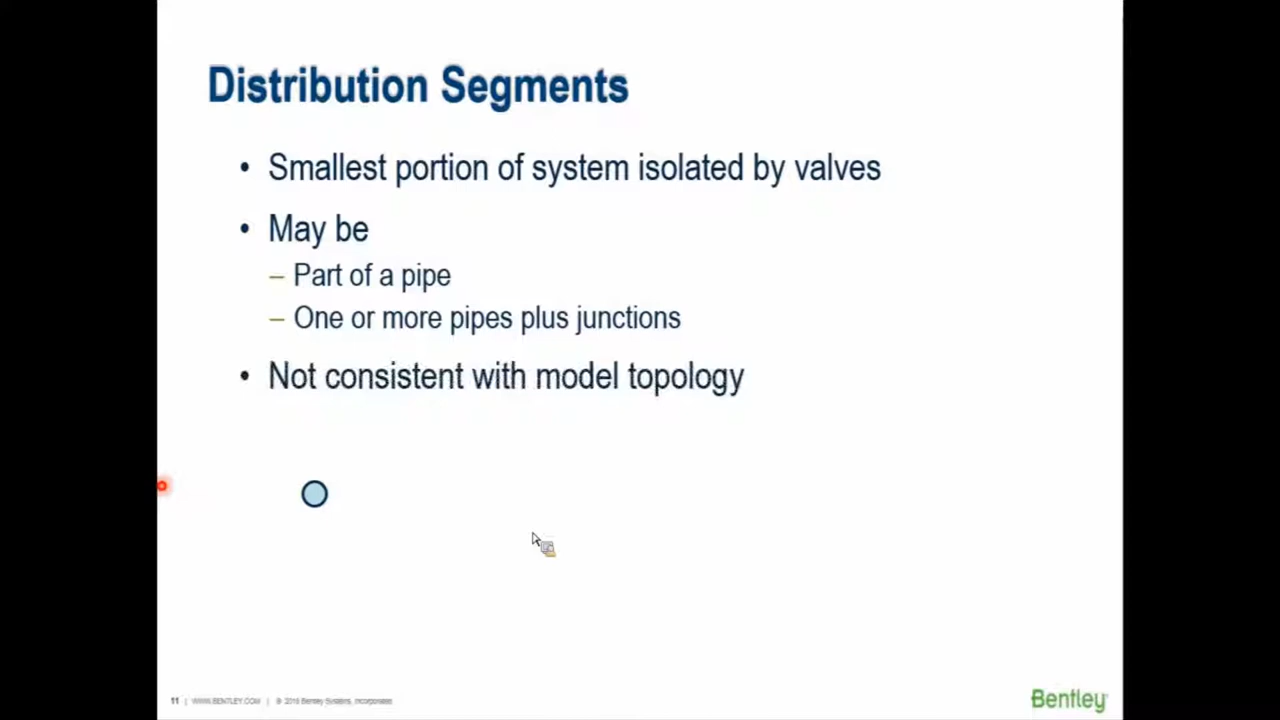 Distribution Segments
• Smallest portion of system isolated by valves
• May be
– Part of a pipe
– One or more pipes plus junctions
• Not consistent with model topology
11 | WWW.BENTLEY.COM | © 2016 Bentley Systems, Incorporated
Bentley